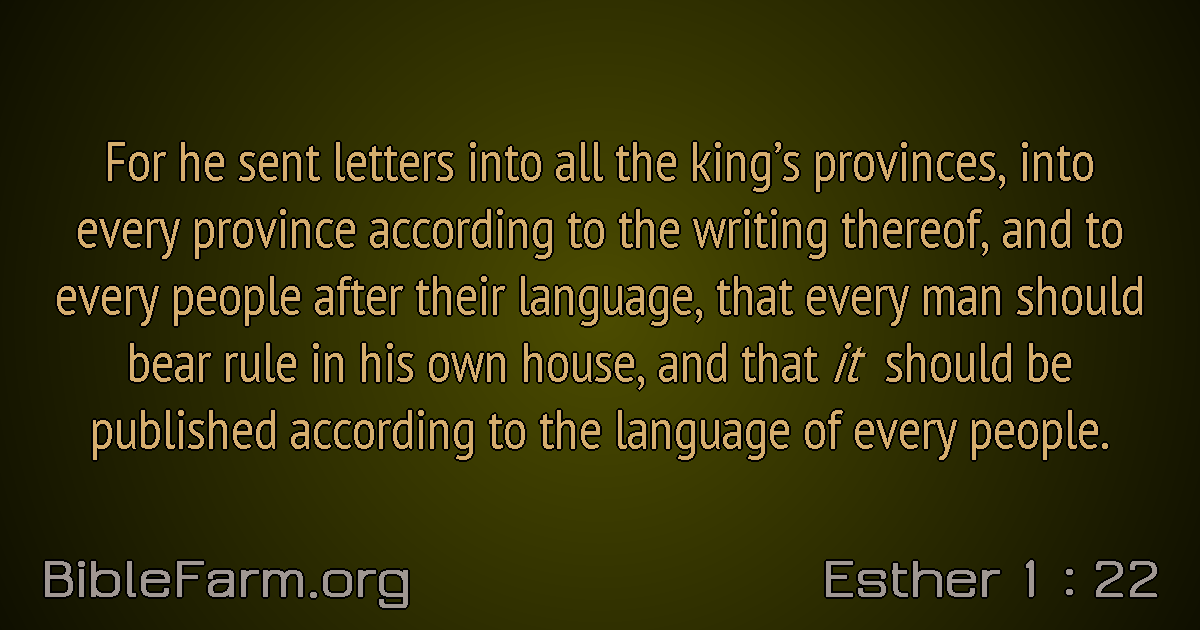 For he sent letters into all the king’s provinces, into
every province according to the writing thereof, and to
every people after their language, that every man should
bear rule in his own house, and that it should be
published according to the language of every people.
BibleFarm.org
Esther 1 : 22